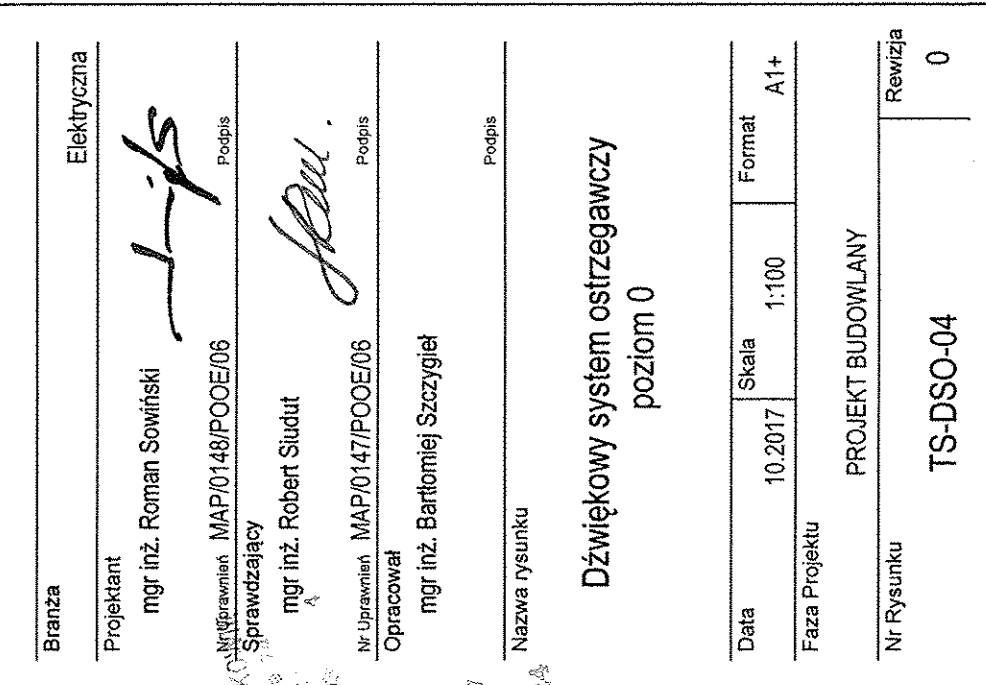 Branża
Elektryczna
Projektant
mgr inż. Roman Sowiński
Nr Uprawnień MAP/0148/POOE/06 Podpis
Sprawdzający
mgr inż. Robert Siudut
Nr Uprawnień MAP/0147/POOE/06 Podpis
Opracował
mgr inż. Bartłomiej Szczygieł
Podpis
Nazwa rysunku
Dźwiękowy system ostrzegawczy
poziom 0
Data Skala Format
10.2017 1:100 A1+
Faza Projektu
PROJEKT BUDOWLANY
Nr Rysunku Rewizja
TS-DSO-04 0